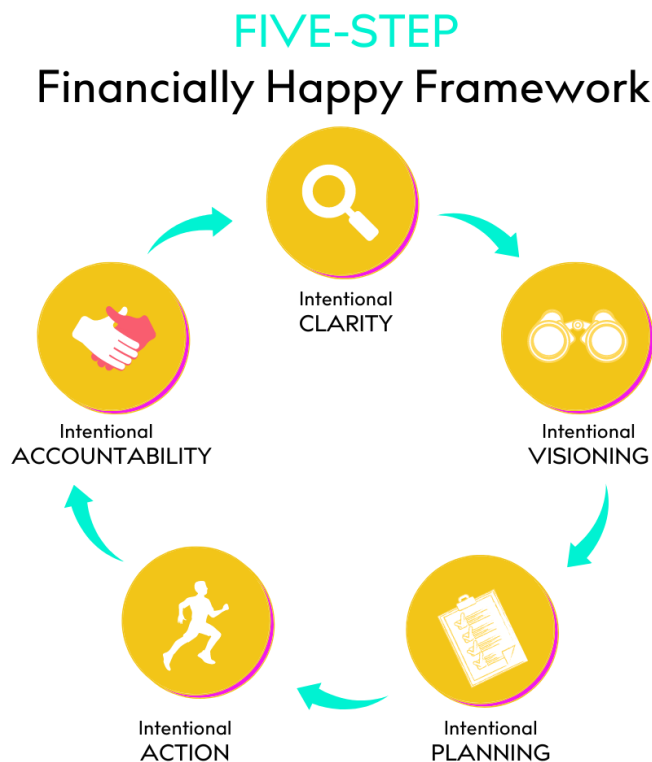 FIVE-STEP
Financially Happy Framework
Intentional
CLARITY
Intentional
VISIONING
Intentional
PLANNING
Intentional
ACTION
Intentional
ACCOUNTABILITY